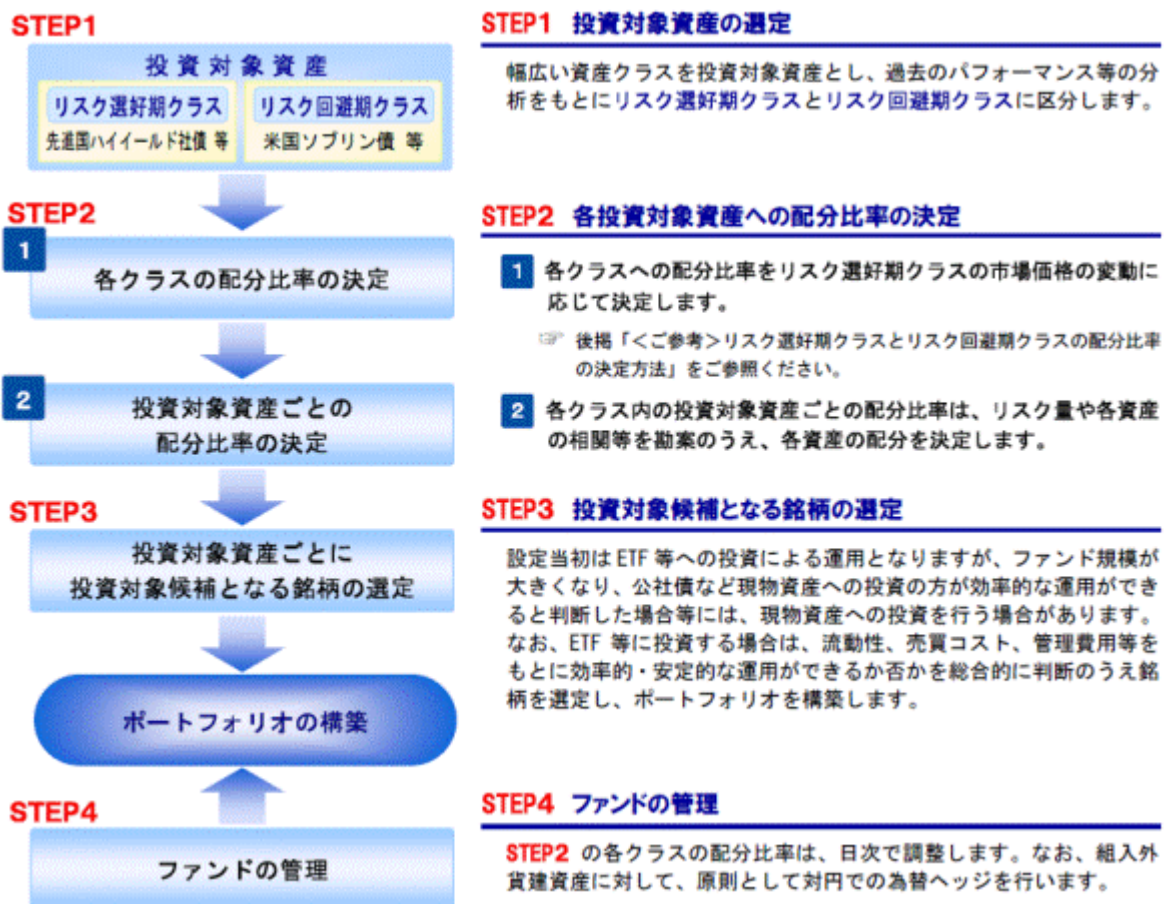 STEP1
投資対象資産
リスク選好期クラス
先進国ハイイールド社債 等
リスク回避期クラス
米国ソブリン債 等
STEP2
1
各クラスの配分比率の決定
2
投資対象資産ごとの
配分比率の決定
STEP3
投資対象資産ごとに
投資対象候補となる銘柄の選定
ポートフォリオの構築
STEP4
ファンドの管理
STEP1 投資対象資産の選定
幅広い資産クラスを投資対象資産とし、過去のパフォーマンス等の分
析をもとにリスク選好期クラスとリスク回避期クラスに区分します。
STEP2 各投資対象資産への配分比率の決定
1 各クラスへの配分比率をリスク選好期クラスの市場価格の変動に
応じて決定します。
☞ 後掲「<ご参考>リスク選好期クラスとリスク回避期クラスの配分比率
の決定方法」をご参照ください。
2 各クラス内の投資対象資産ごとの配分比率は、リスク量や各資産
の相関等を勘案のうえ、各資産の配分を決定します。
STEP3 投資対象候補となる銘柄の選定
設定当初は ETF 等への投資による運用となりますが、ファンド規模が
大きくなり、公社債など現物資産への投資の方が効率的な運用ができ
ると判断した場合等には、現物資産への投資を行う場合があります。
なお、ETF 等に投資する場合は、流動性、売買コスト、管理費用等を
もとに効率的・安定的な運用ができるか否かを総合的に判断のうえ銘
柄を選定し、ポートフォリオを構築します。
STEP4 ファンドの管理
STEP2 の各クラスの配分比率は、日次で調整します。なお、組入外
貨建資産に対して、原則として対円での為替ヘッジを行います。